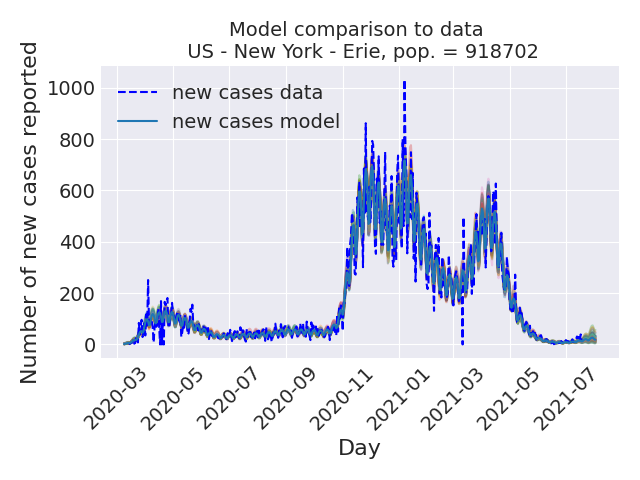 Model comparison to data
US - New York - Erie, pop. = 918702
Number of new cases reported
1000
800
600
400
200
0
new cases data
new cases model
2020-03
2020-05
2020-07
2020-09
2020-11
2021-01
2021-03
2021-05
2021-07
Day